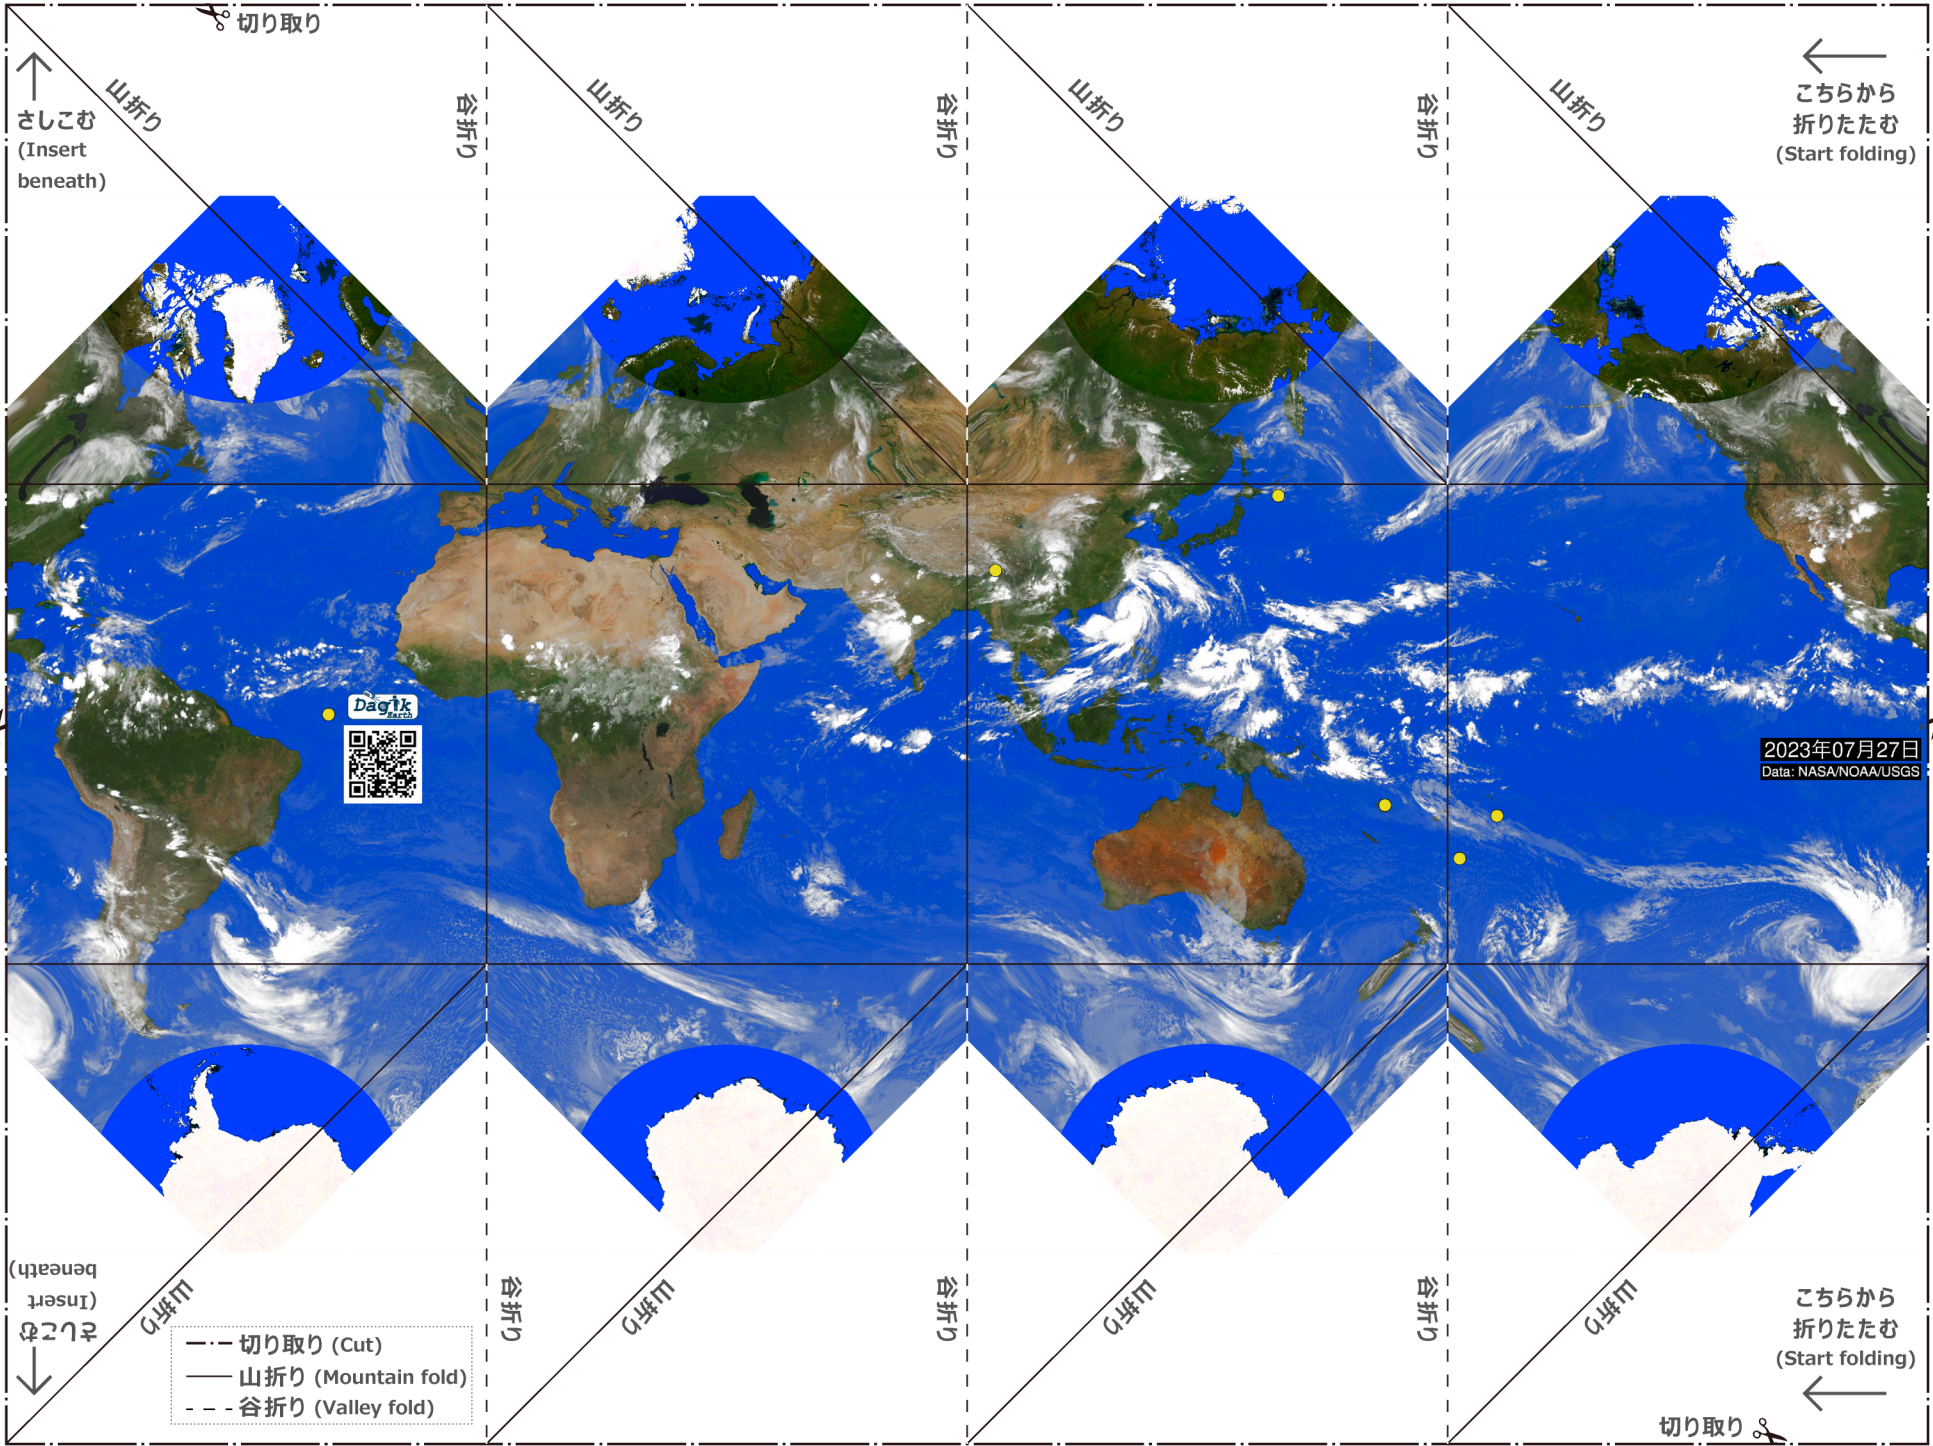 切り取り
山折り
谷折り
山折り
谷折り
山折り
谷折り
山折り
さしこむ
(Insert
beneath)
こちらから
折りたたむ
(Start folding)
Dagik
Earth
2023年07月27日
Data: NASA/NOAA/USGS
さしこむ
(Insert
beneath)
山折り
谷折り
山折り
谷折り
山折り
谷折り
山折り
切り取り (Cut)
山折り (Mountain fold)
谷折り (Valley fold)
こちらから
折りたたむ
(Start folding)
切り取り